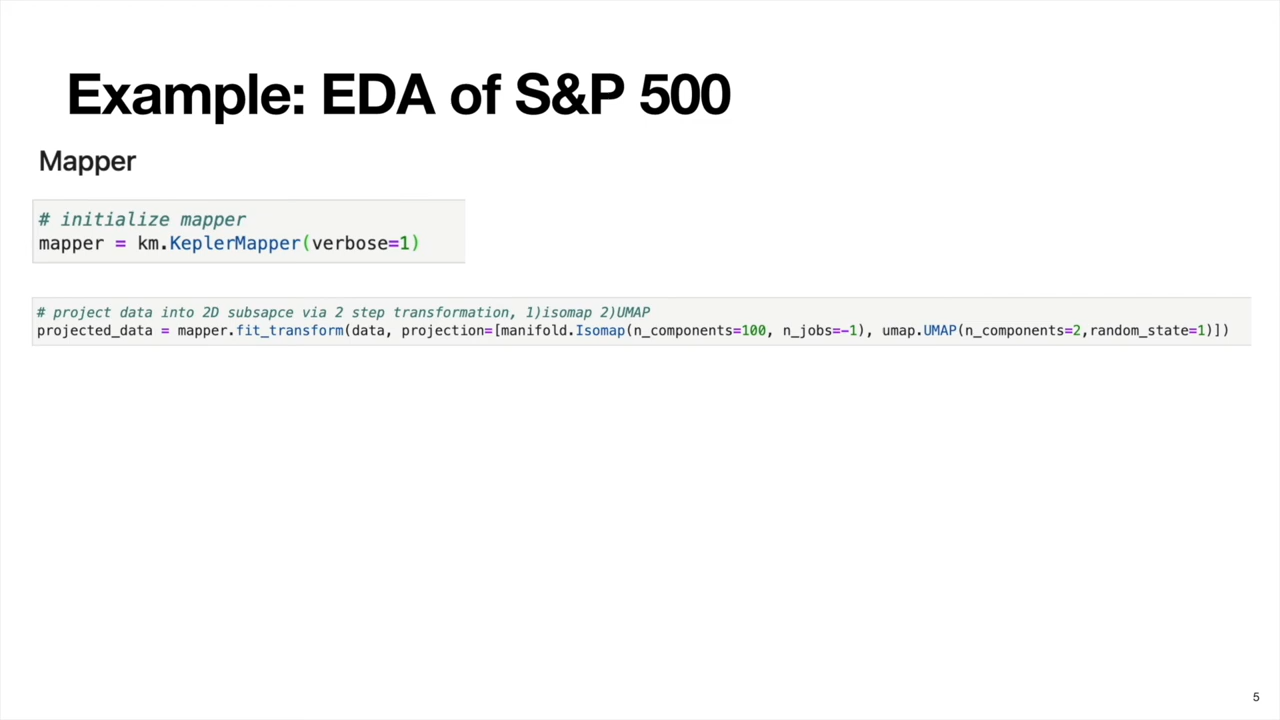 Example: EDA of S&P 500
Mapper
# initialize mapper
mapper = km.KeplerMapper(verbose=1)
# project data into 2D subsapce via 2 step transformation, 1)isomap 2)UMAP
projected_data = mapper.fit_transform(data, projection=[manifold.Isomap(n_components=100, n_jobs=-1), umap.UMAP(n_components=2,random_state=1)])
5